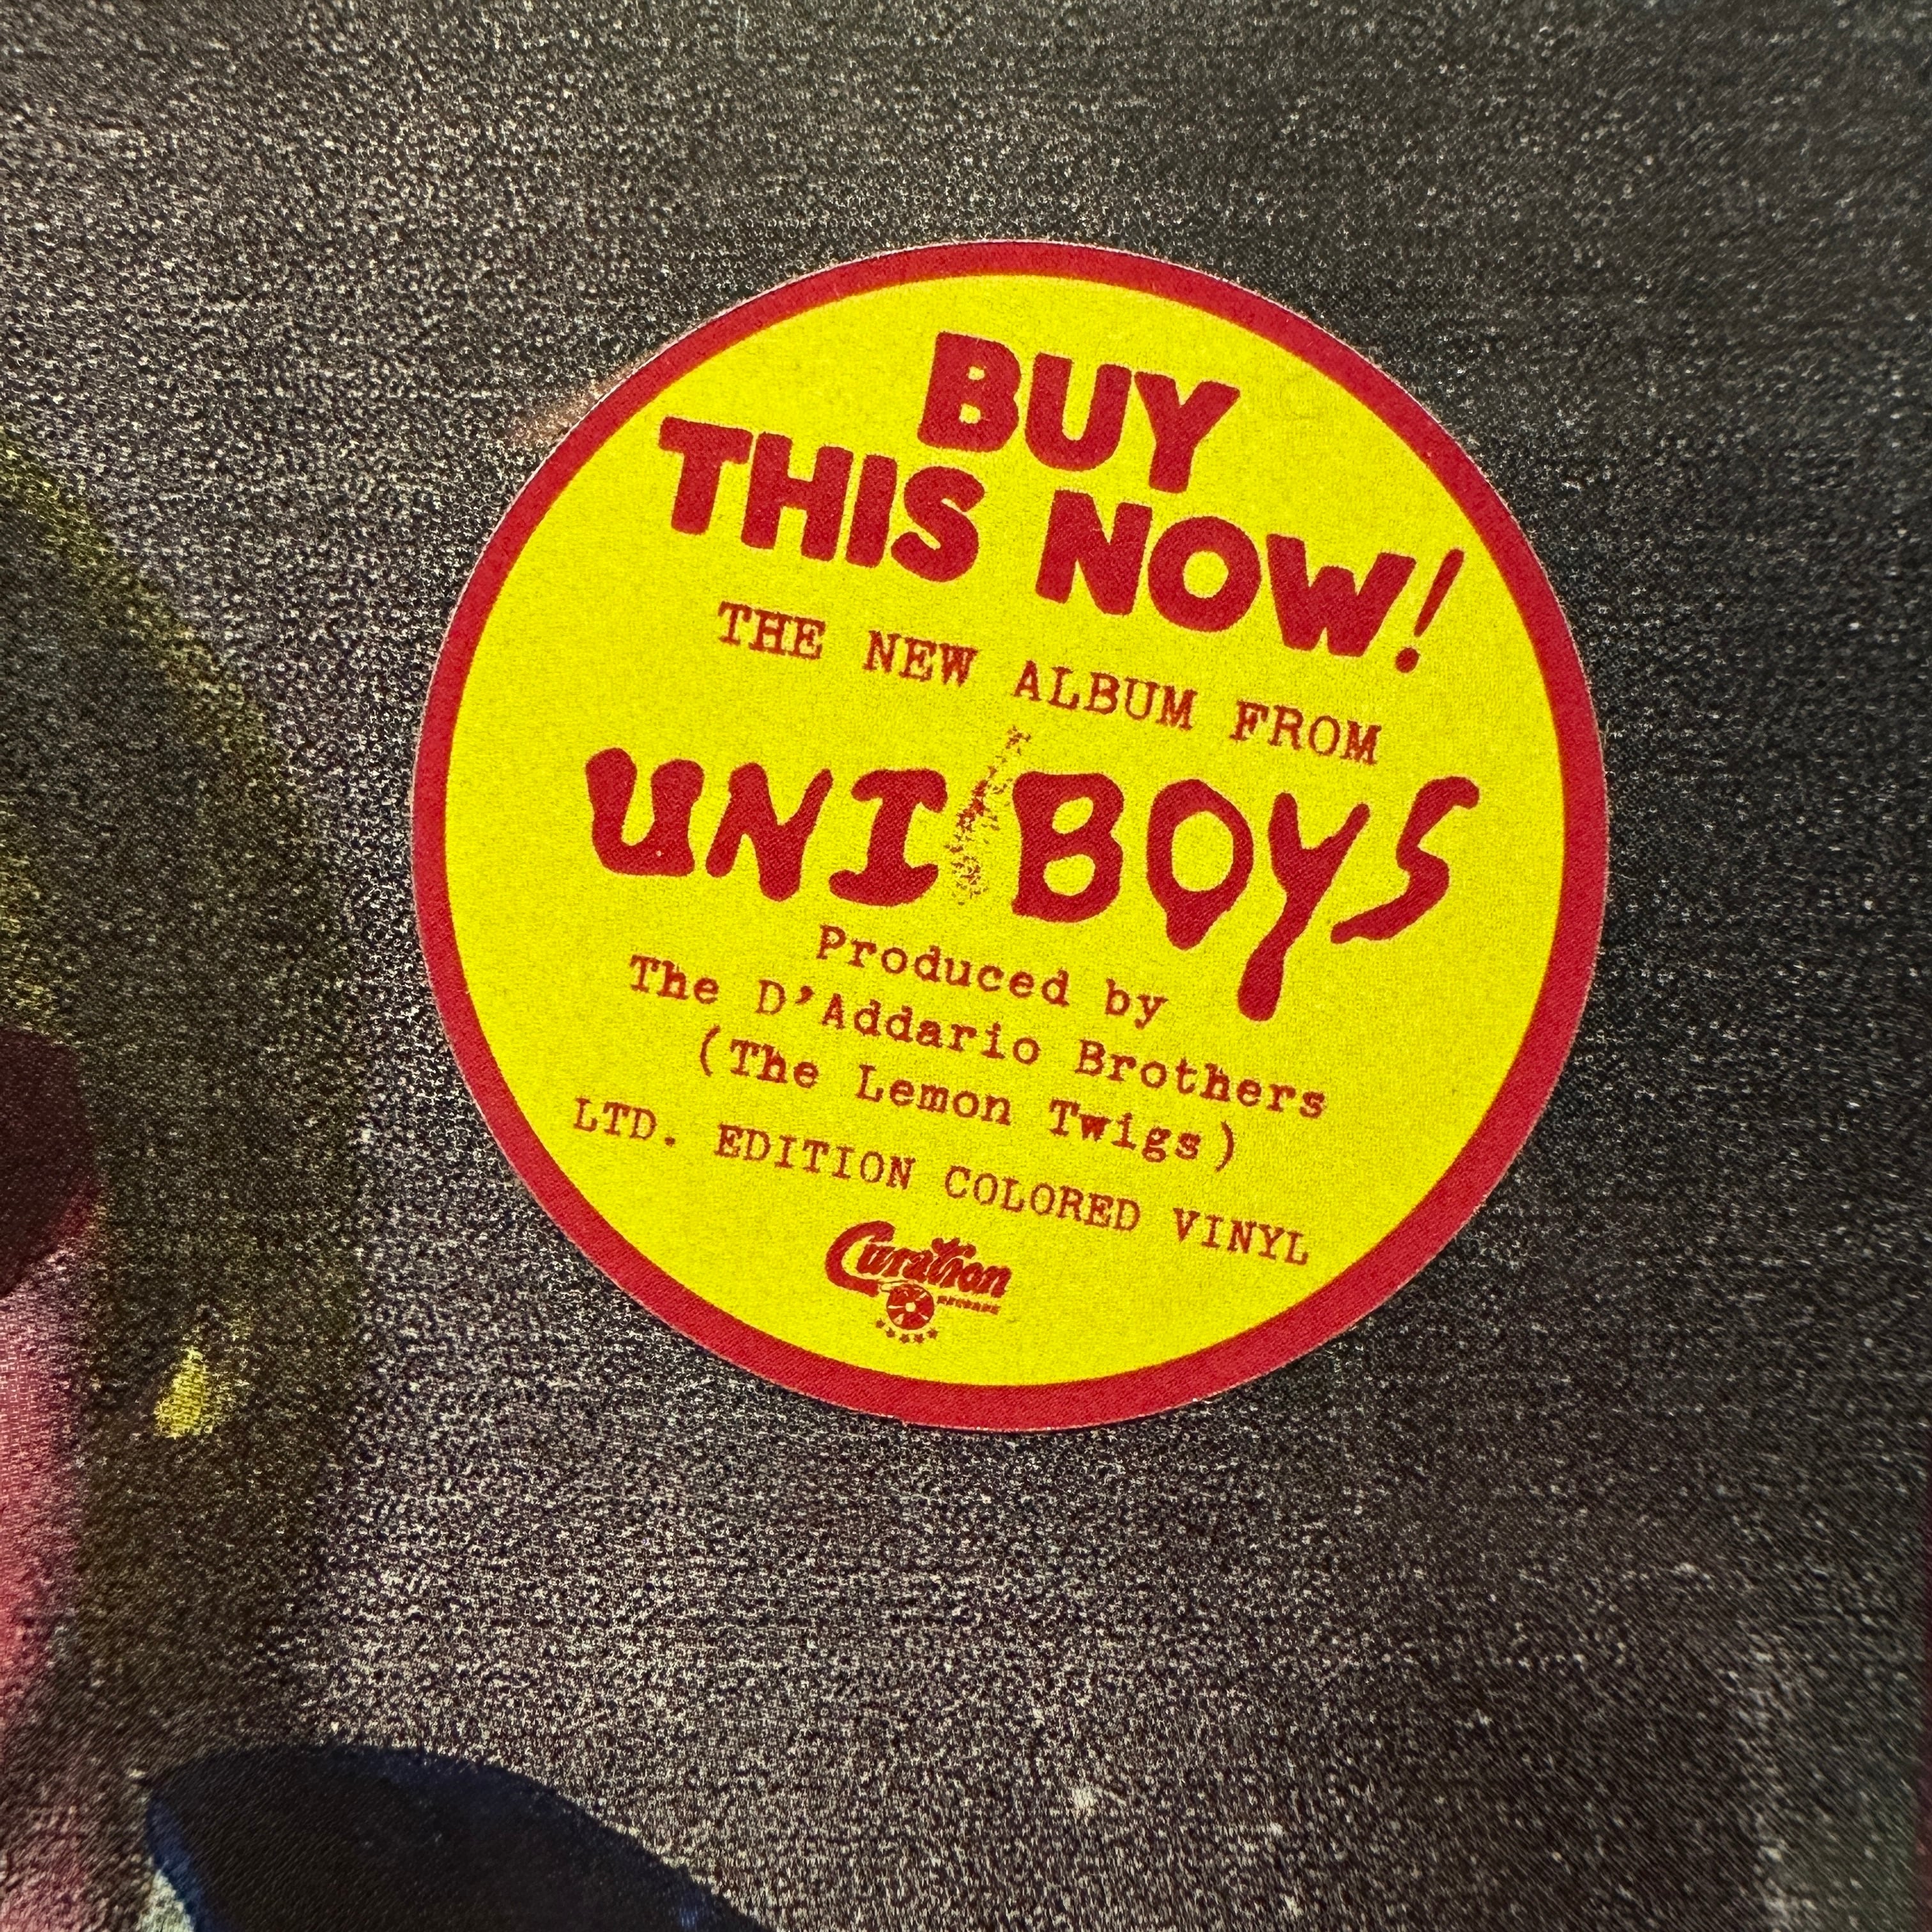 BUY
THIS NOW!
THE NEW ALBUM FROM
UNI BOYS
Produced by
The D'Addario Brothers
(The Lemon Twigs)
LTD. EDITION COLORED VINYL
Curation
RECORDS